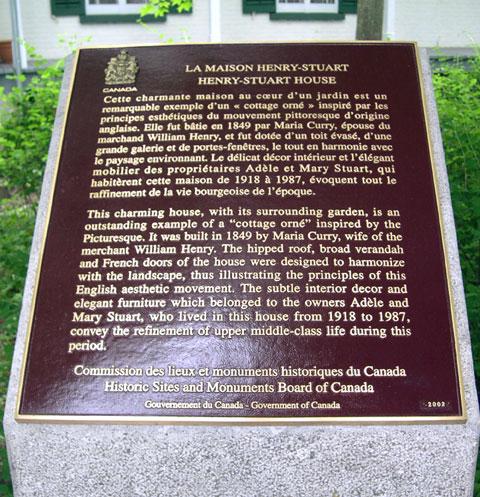 CANADA
LA MAISON HENRY-STUART
HENRY-STUART HOUSE
Cette charmante maison au cœur d'un jardin est un
remarquable exemple d'un « cottage orné » inspiré par les
principes esthétiques du mouvement pittoresque d'origine
anglaise. Elle fut bâtie en 1849 par Maria Curry, épouse du
marchand William Henry, et fut dotée d'un toit évasé, d'une
grande galerie et de portes-fenêtres, le tout en harmonie avec
le paysage environnant. Le délicat décor intérieur et l'élégant
mobilier des propriétaires Adèle et Mary Stuart, qui
habitèrent cette maison de 1918 à 1987, évoquent tout le
raffinement de la vie bourgeoise de l'époque.
This charming house, with its surrounding garden, is an
outstanding example of a "cottage orné" inspired by the
Picturesque. It was built in 1849 by Maria Curry, wife of the
merchant William Henry. The hipped roof, broad verandah
and French doors of the house were designed to harmonize
with the landscape, thus illustrating the principles of this
English aesthetic movement. The subtle interior decor and
elegant furniture which belonged to the owners Adèle and
Mary Stuart, who lived in this house from 1918 to 1987,
convey the refinement of upper middle-class life during this
period.
Commission des lieux et monuments historiques du Canada
Historic Sites and Monuments Board of Canada
Gouvernement du Canada - Government of Canada
2002